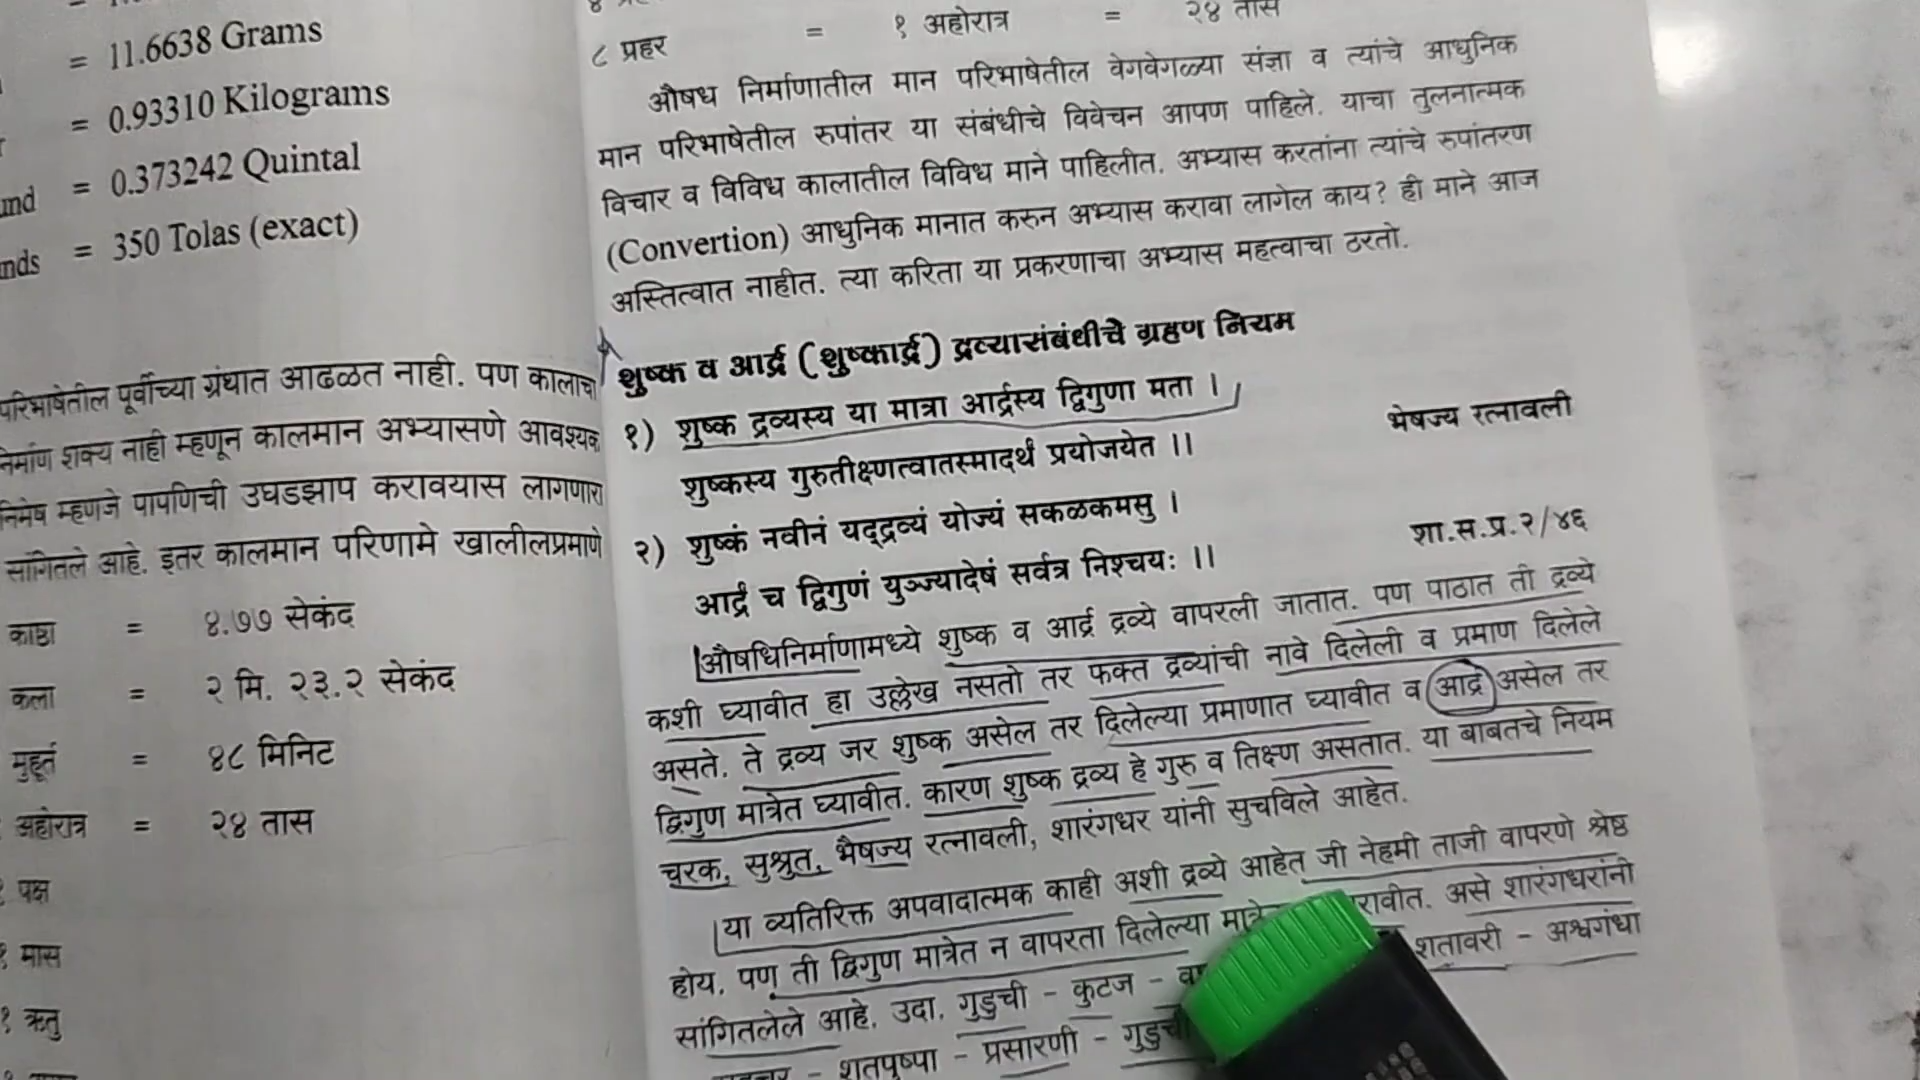 = 11.6638 Grams
= 0.93310 Kilograms
= 0.373242 Quintal
= 350 Tolas (exact)
परिभाषेतील पूर्वीच्या ग्रंथात आढळत नाही. पण कालाचा
निर्माण शक्य नाही म्हणून कालमान अभ्यासणे आवश्यक
निमेष म्हणजे पापणिची उघडझाप करावयास लागणारा
सांगितले आहे. इतर कालमान परिणामे खालीलप्रमाणे
काष्ठा = ४.७७ सेकंद
कला = २ मि. २३.२ सेकंद
मुहूर्त = ४८ मिनिट
अहोरात्र = २४ तास
पक्ष
मास
ऋतु
८ प्रहर = १ अहोरात्र = २४ तास
औषध निर्माणातील मान परिभाषेतील वेगवेगळ्या संज्ञा व त्यांचे आधुनिक
मान परिभाषेतील रुपांतर या संबंधीचे विवेचन आपण पाहिले. याचा तुलनात्मक
विचार व विविध कालातील विविध माने पाहिलीत. अभ्यास करतांना त्यांचे रुपांतरण
(Convertion) आधुनिक मानात करुन अभ्यास करावा लागेल काय? ही माने आज
अस्तित्वात नाहीत. त्या करिता या प्रकरणाचा अभ्यास महत्वाचा ठरतो.
शुष्क व आर्द्र (शुष्कार्द्र) द्रव्यासंबंधीचे ग्रहण नियम
१) शुष्क द्रव्यस्य या मात्रा आर्द्रस्य द्विगुणा मता ।
शुष्कस्य गुरुतीक्ष्णत्वातस्मादर्धं प्रयोजयेत ।। भेषज्य रत्नावली
२) शुष्कं नवीनं यद्द्रव्यं योज्यं सकळकमसु ।
आर्द्रं च द्विगुणं युञ्ज्यादेषं सर्वत्र निश्चयः ।। शा.स.प्र.२/४६
औषधिनिर्माणामध्ये शुष्क व आर्द्र द्रव्ये वापरली जातात. पण पाठात ती द्रव्ये
कशी घ्यावीत हा उल्लेख नसतो तर फक्त द्रव्यांची नावे दिलेली व प्रमाण दिलेले
असते. ते द्रव्य जर शुष्क असेल तर दिलेल्या प्रमाणात घ्यावीत व आर्द्र असेल तर
द्विगुण मात्रेत घ्यावीत. कारण शुष्क द्रव्य हे गुरु व तिक्ष्ण असतात. या बाबतचे नियम
चरक, सुश्रुत, भैषज्य रत्नावली, शारंगधर यांनी सुचविले आहेत.
या व्यतिरिक्त अपवादात्मक काही अशी द्रव्ये आहेत जी नेहमी ताजी वापरणे श्रेष्ठ
होय. पण ती द्विगुण मात्रेत न वापरता दिलेल्या असे शारंगधरांनी
सांगितलेले आहे. उदा. गुडुची - कुटज - शतावरी - अश्वगंधा
- शतपुष्पा - प्रसारणी -